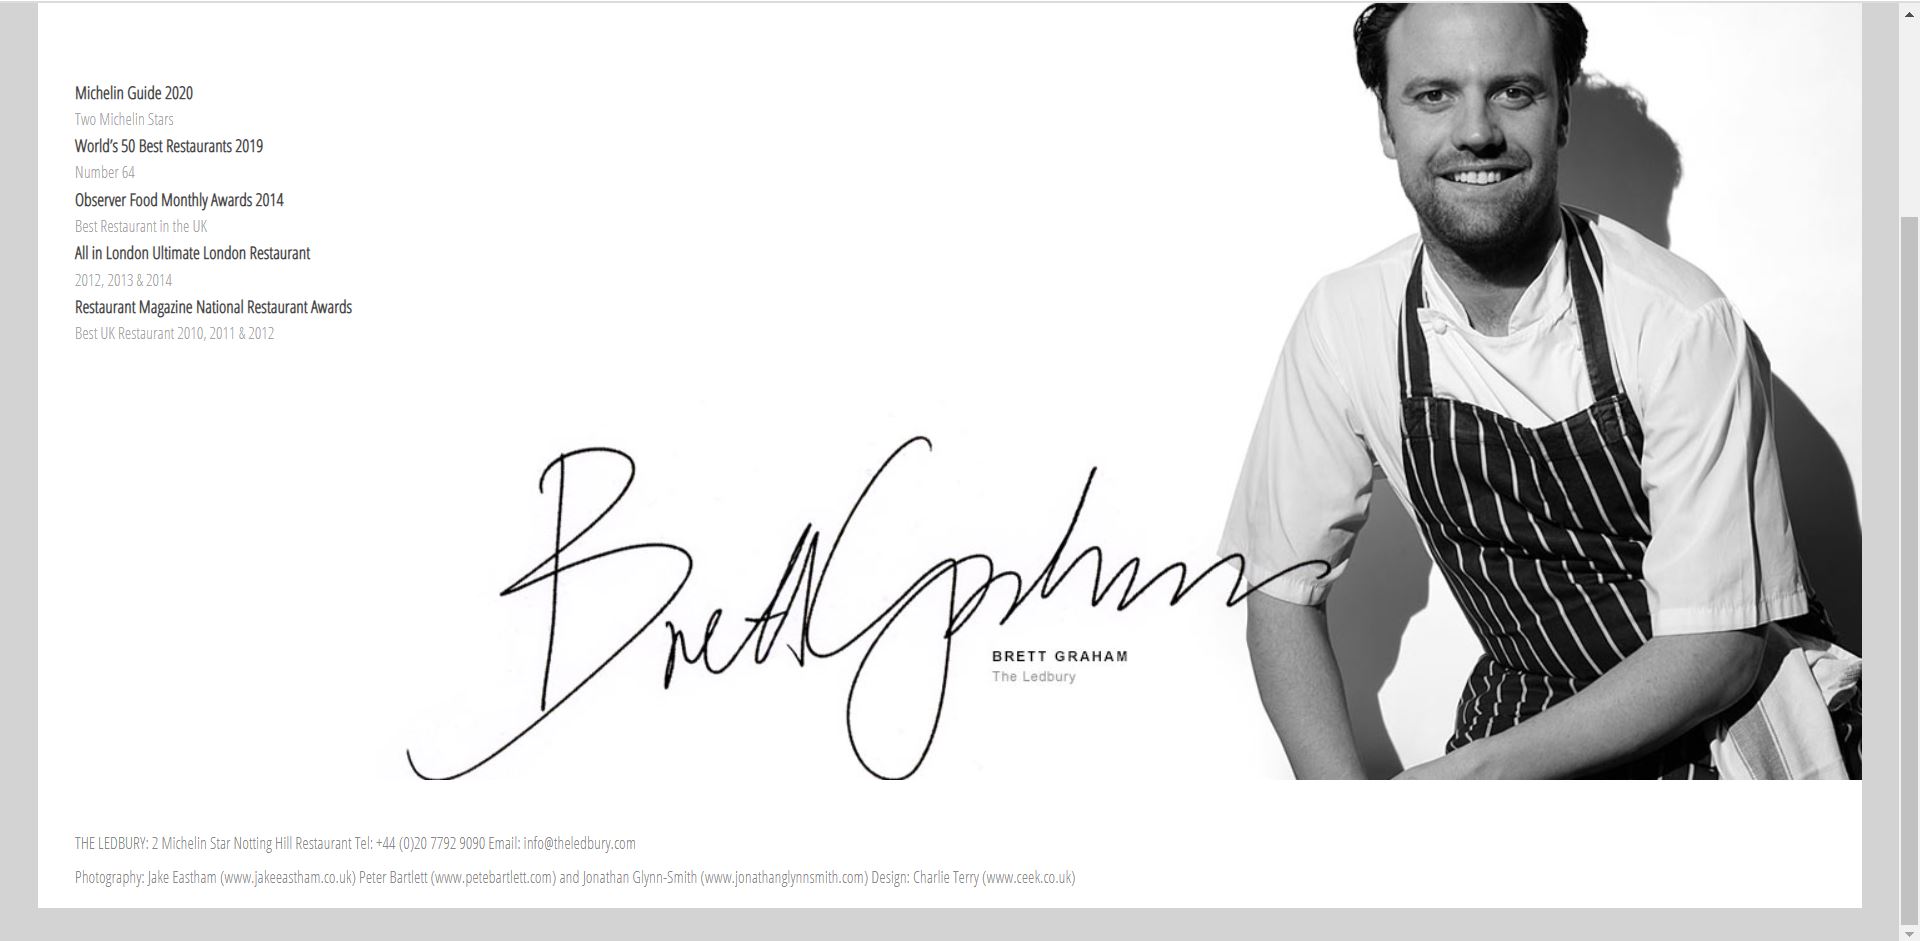 Michelin Guide 2020
Two Michelin Stars
World’s 50 Best Restaurants 2019
Number 64
Observer Food Monthly Awards 2014
Best Restaurant in the UK
All in London Ultimate London Restaurant
2012, 2013 & 2014
Restaurant Magazine National Restaurant Awards
Best UK Restaurant 2010, 2011 & 2012
Brett Graham
BRETT GRAHAM
The Ledbury
THE LEDBURY: 2 Michelin Star Notting Hill Restaurant Tel: +44 (0)20 7792 9090 Email: info@theledbury.com
Photography: Jake Eastham (www.jakeeastham.co.uk) Peter Bartlett (www.petebartlett.com) and Jonathan Glynn-Smith (www.jonathanglynnsmith.com) Design: Charlie Terry (www.ceek.co.uk)